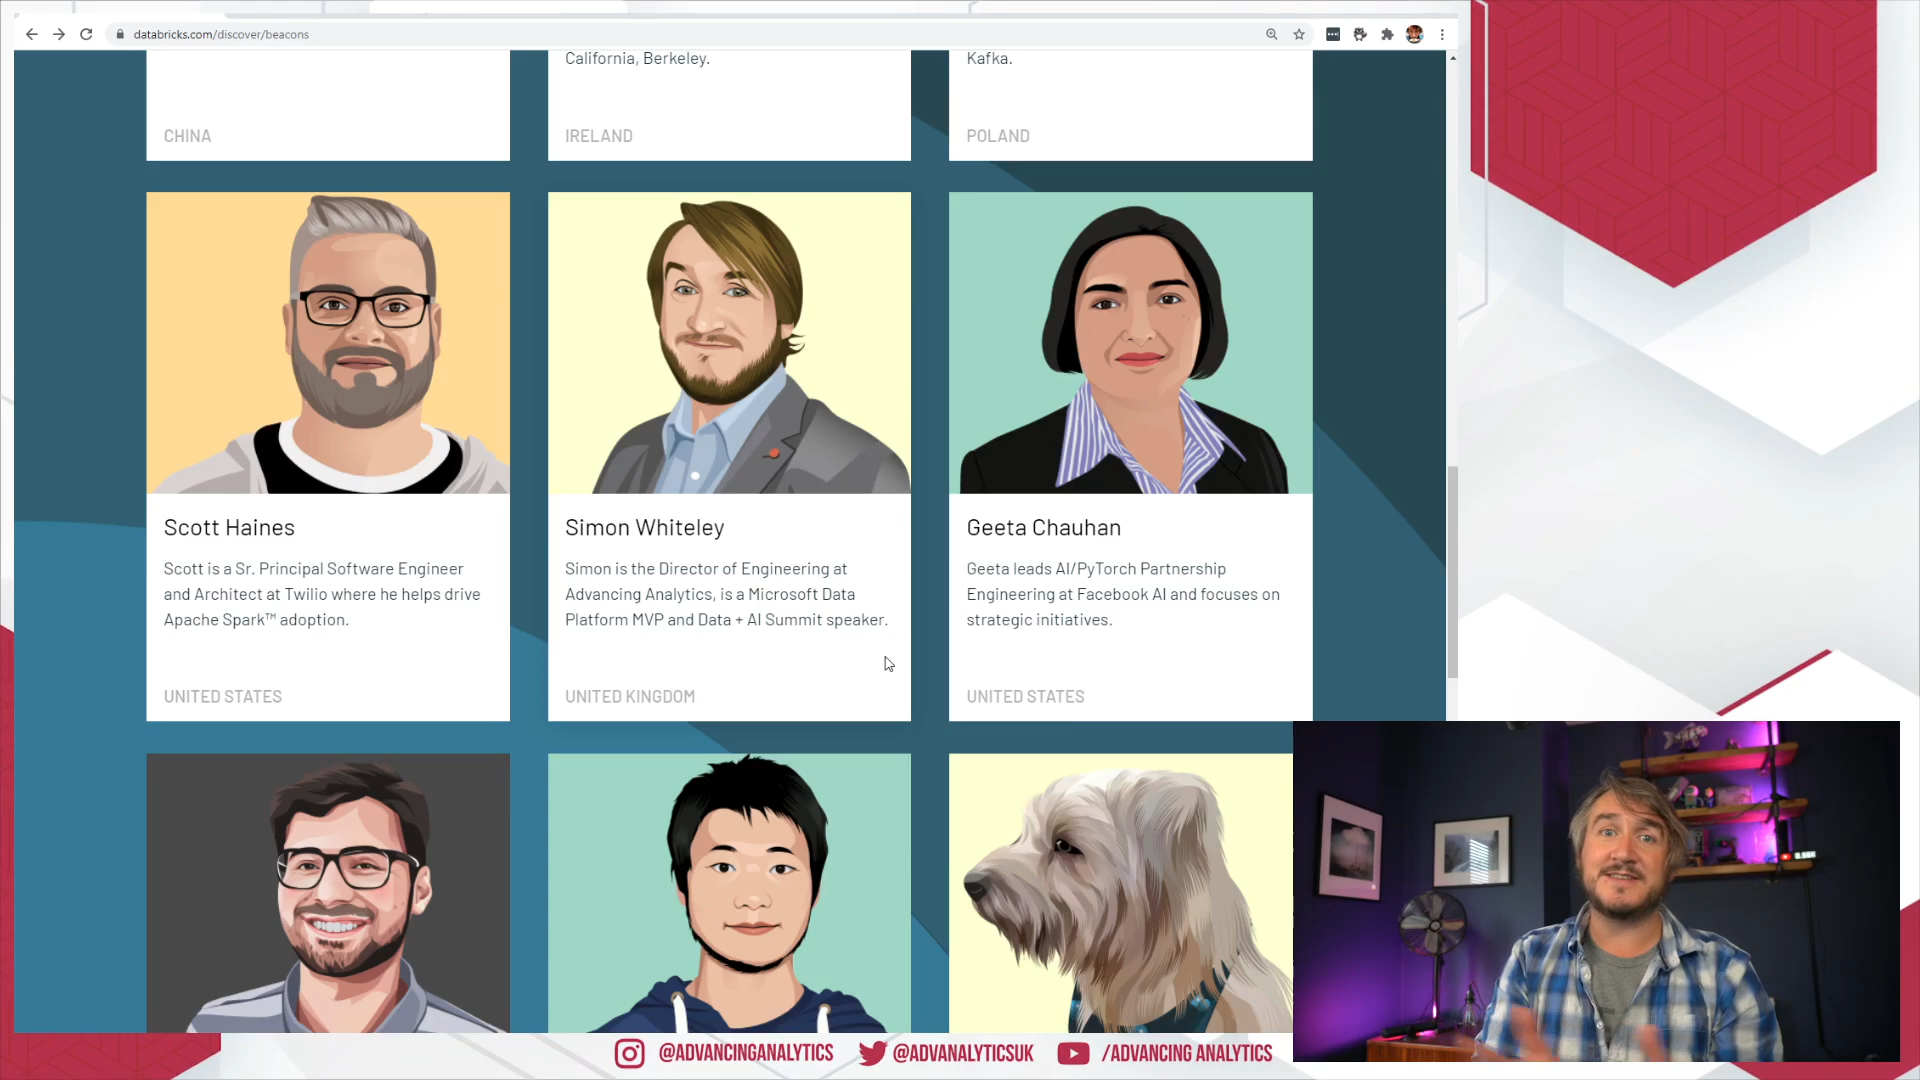 databricks.com/discover/beacons
California, Berkeley.
Kafka.
CHINA
IRELAND
POLAND
Scott Haines
Scott is a Sr. Principal Software Engineer
and Architect at Twilio where he helps drive
Apache Spark™ adoption.
UNITED STATES
Simon Whiteley
Simon is the Director of Engineering at
Advancing Analytics, is a Microsoft Data
Platform MVP and Data + AI Summit speaker.
UNITED KINGDOM
Geeta Chauhan
Geeta leads AI/PyTorch Partnership
Engineering at Facebook AI and focuses on
strategic initiatives.
UNITED STATES
@ADVANCINGANALYTICS
@ADVANALYTICSUK
/ADVANCING ANALYTICS